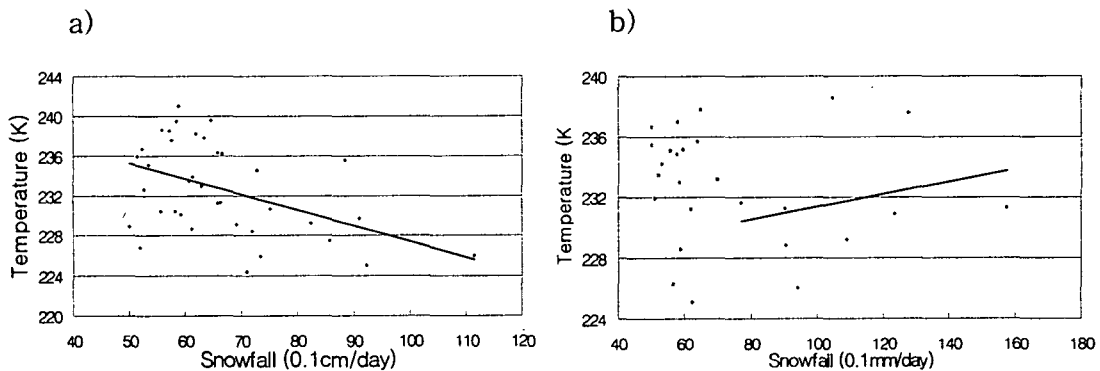 a)
b)
Temperature (K)
244
240
236
232
228
224
220
40 50 60 70 80 90 100 110 120
Snowfall (0.1cm/day)
Temperature (K
240
236
232
228
224
40 60 80 100 120 140 160 180
Snowfall (0.1mm/day)